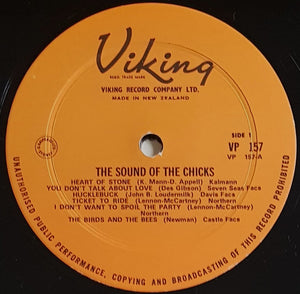 Viking
REGD. TRADE MARK
VIKING RECORD COMPANY LTD.
MADE IN NEW ZEALAND
SIDE 1
VP 157
VP 157-A
THE SOUND OF THE CHICKS
HEART OF STONE (K. Mann-D. Appell) Kalmann
YOU DON'T TALK ABOUT LOVE (Des Gibson) Seven Seas Facs
HUCKLEBUCK (John B. Loudermilk) Davis Facs
TICKET TO RIDE (Lennon-McCartney) Northern
I DON'T WANT TO SPOIL THE PARTY (Lennon-McCartney)
Northern
THE BIRDS AND THE BEES (Newman) Castle Facs
UNAUTHORISED PUBLIC PERFORMANCE, COPYING AND BROADCASTING OF THIS RECORD PROHIBITED